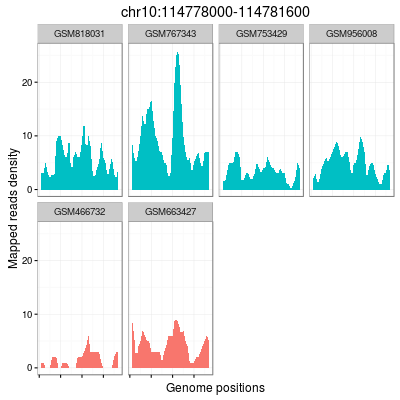 chr10:114778000-114781600
GSM818031 GSM767343 GSM753429 GSM956008
20
10
0
Mapped reads density
GSM466732 GSM663427
20
10
0
Genome positions